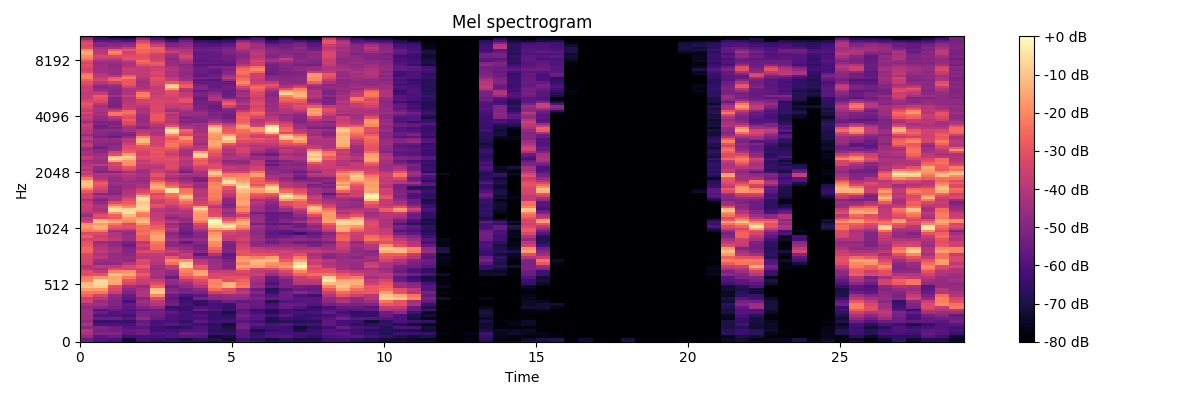 Mel spectrogram
Hz
8192
4096
2048
1024
512
0
0 5 10 15 20 25
Time
+0 dB
-10 dB
-20 dB
-30 dB
-40 dB
-50 dB
-60 dB
-70 dB
-80 dB